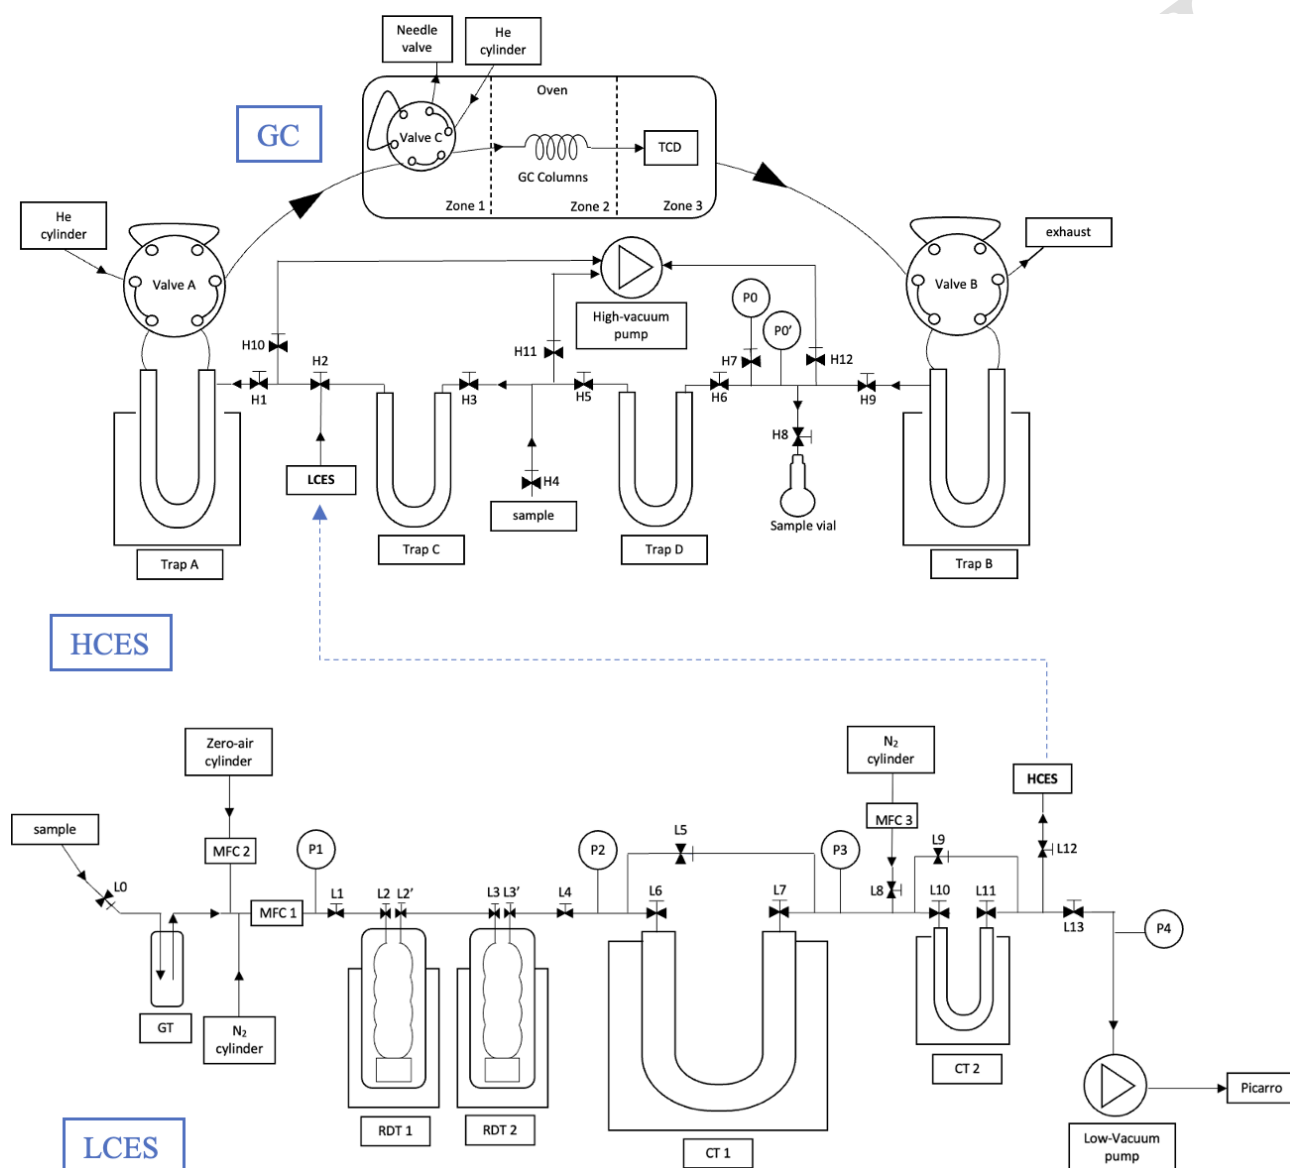 Needle
valve
He
cylinder
Oven
GC
Valve C
TCD
GC Columns
Zone 1
Zone 2
Zone 3
He
cylinder
exhaust
Valve A
Valve B
P0
P0'
High-vacuum
pump
H10
H2
H11
H7
H12
H1
H3
H5
H6
H9
H8
LCES
H4
sample
Sample vial
Trap A
Trap C
Trap D
Trap B
HCES
Zero-air
cylinder
N2
cylinder
HCES
sample
MFC 2
P1
P2
L5
MFC 3
P3
L9
L12
L0
L1
L2
L2'
L3
L3'
L4
L6
L7
L8
L10
L11
MFC 1
L13
P4
GT
N2
cylinder
CT 2
Picarro
RDT 1
RDT 2
CT 1
Low-Vacuum
pump
LCES